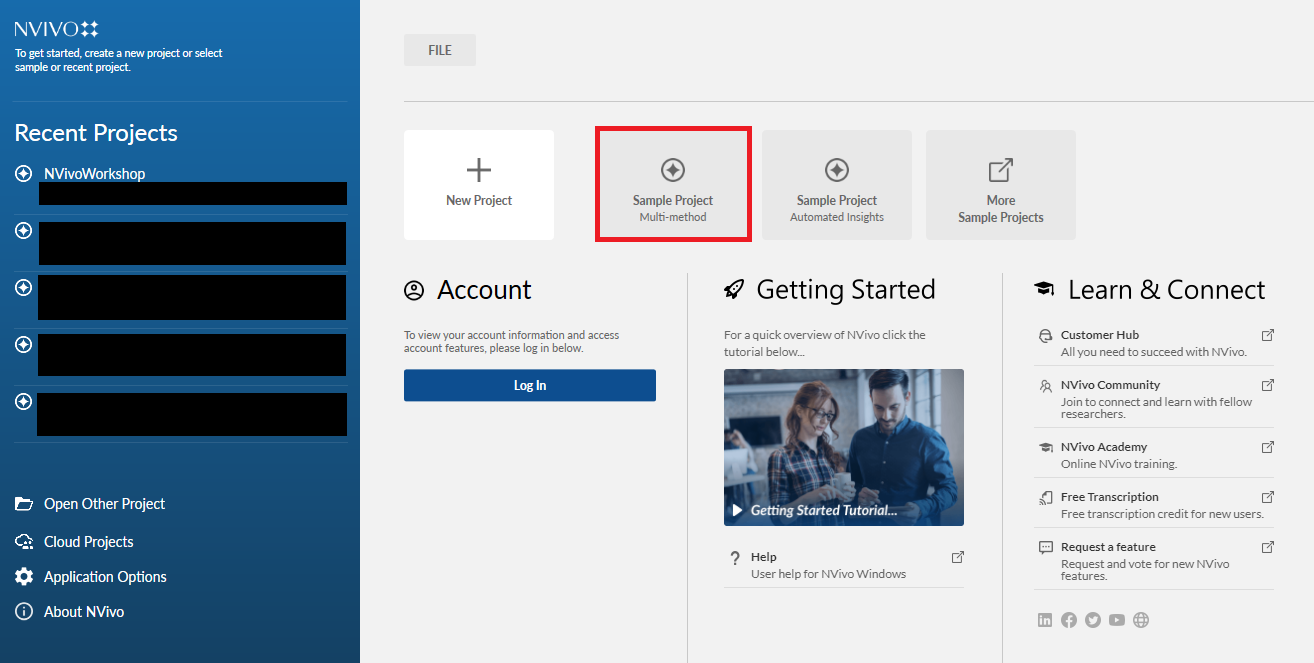 NVIVO
To get started, create a new project or select
sample or recent project.
Recent Projects
NVivoWorkshop
Open Other Project
Cloud Projects
Application Options
About NVivo
FILE
New Project
Sample Project
Multi-method
Sample Project
Automated Insights
More
Sample Projects
Account
To view your account information and access
account features, please log in below.
Log In
Getting Started
For a quick overview of NVivo click the
tutorial below...
Getting Started Tutorial...
? Help
User help for NVivo Windows
Learn & Connect
Customer Hub
All you need to succeed with NVivo.
NVivo Community
Join to connect and learn with fellow
researchers.
NVivo Academy
Online NVivo training.
Free Transcription
Free transcription credit for new users.
Request a feature
Request and vote for new NVivo
features.